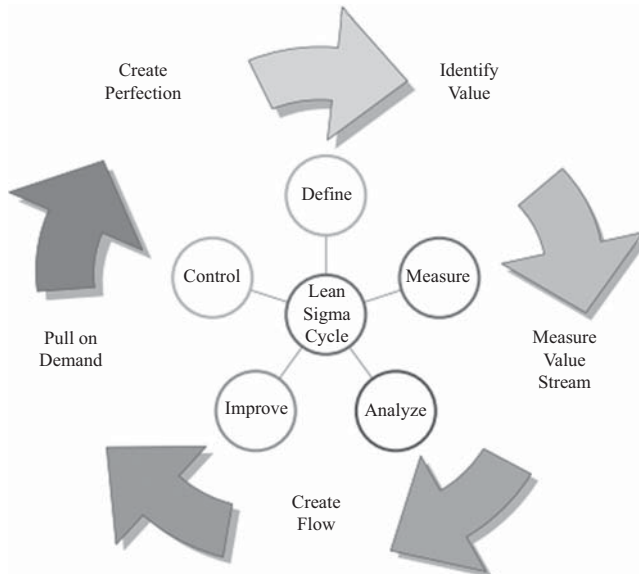 Create
Perfection
Identify
Value
Define
Control
Measure
Lean
Sigma
Cycle
Pull on
Demand
Measure
Value
Stream
Improve
Analyze
Create
Flow